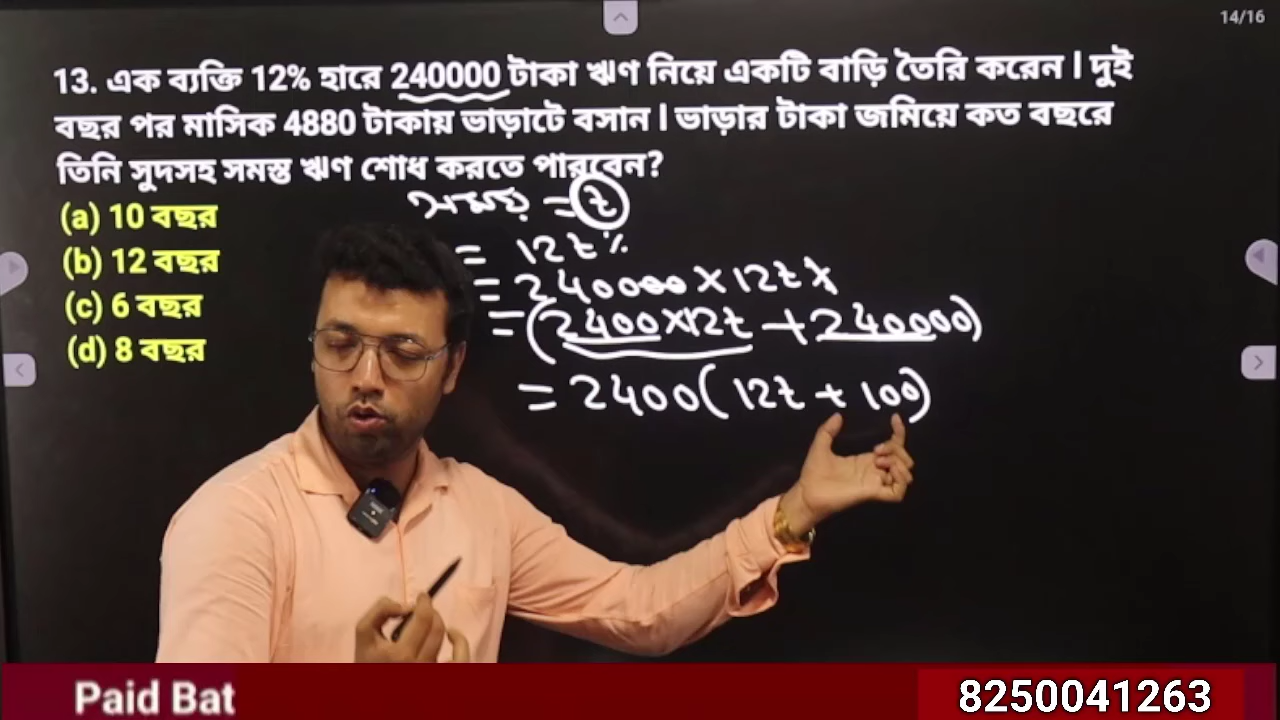 14/16
13. এক ব্যক্তি 12% হারে 240000 টাকা ঋণ নিয়ে একটি বাড়ি তৈরি করেন। দুই
বছর পর মাসিক 4880 টাকায় ভাড়াটে বসান। ভাড়ার টাকা জমিয়ে কত বছরে
তিনি সুদসহ সমস্ত ঋণ শোধ করতে পারবেন?
(a) 10 বছর
(b) 12 বছর
(c) 6 বছর
(d) 8 বছর
সময় = t
= 12t%
= 240000 × 12t %
= (2400×12t + 240000)
= 2400(12t + 100)
Paid Bat
8250041263